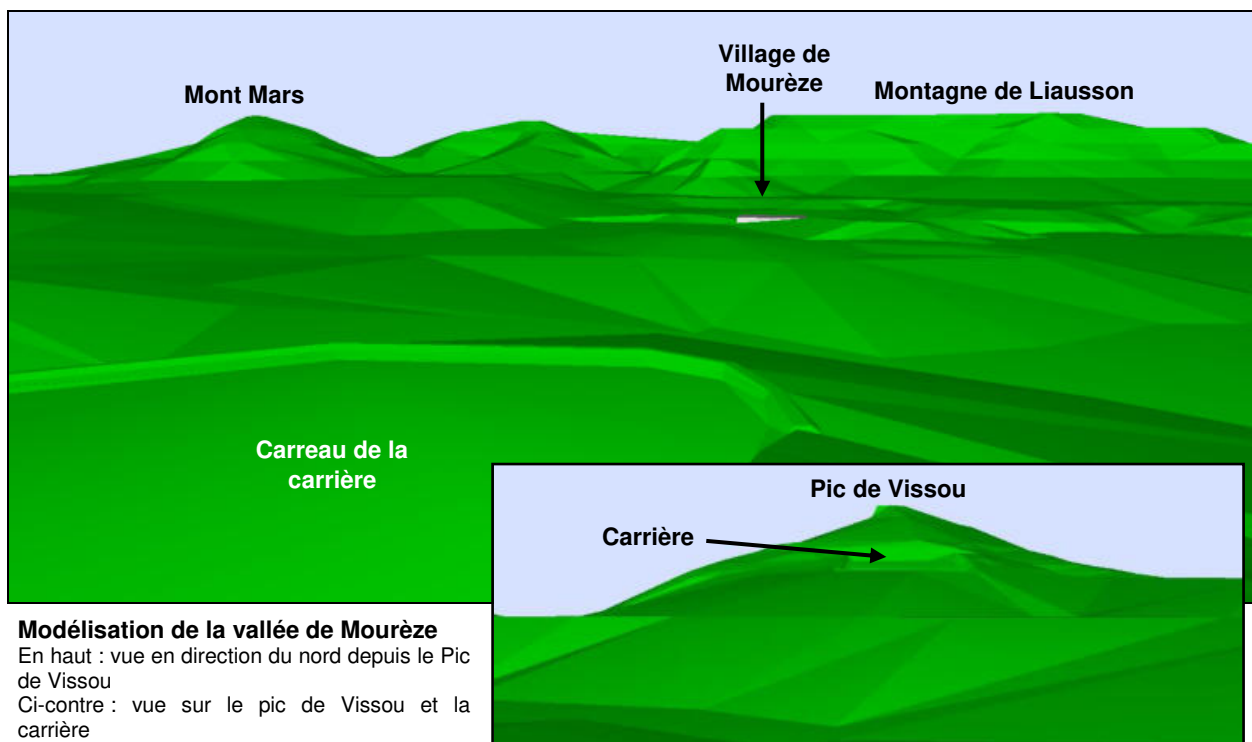 Mont Mars
Village de
Mourèze
Montagne de Liausson
Carreau de la
carrière
Pic de Vissou
Carrière
Modélisation de la vallée de Mourèze
En haut : vue en direction du nord depuis le Pic
de Vissou
Ci-contre : vue sur le pic de Vissou et la
carrière